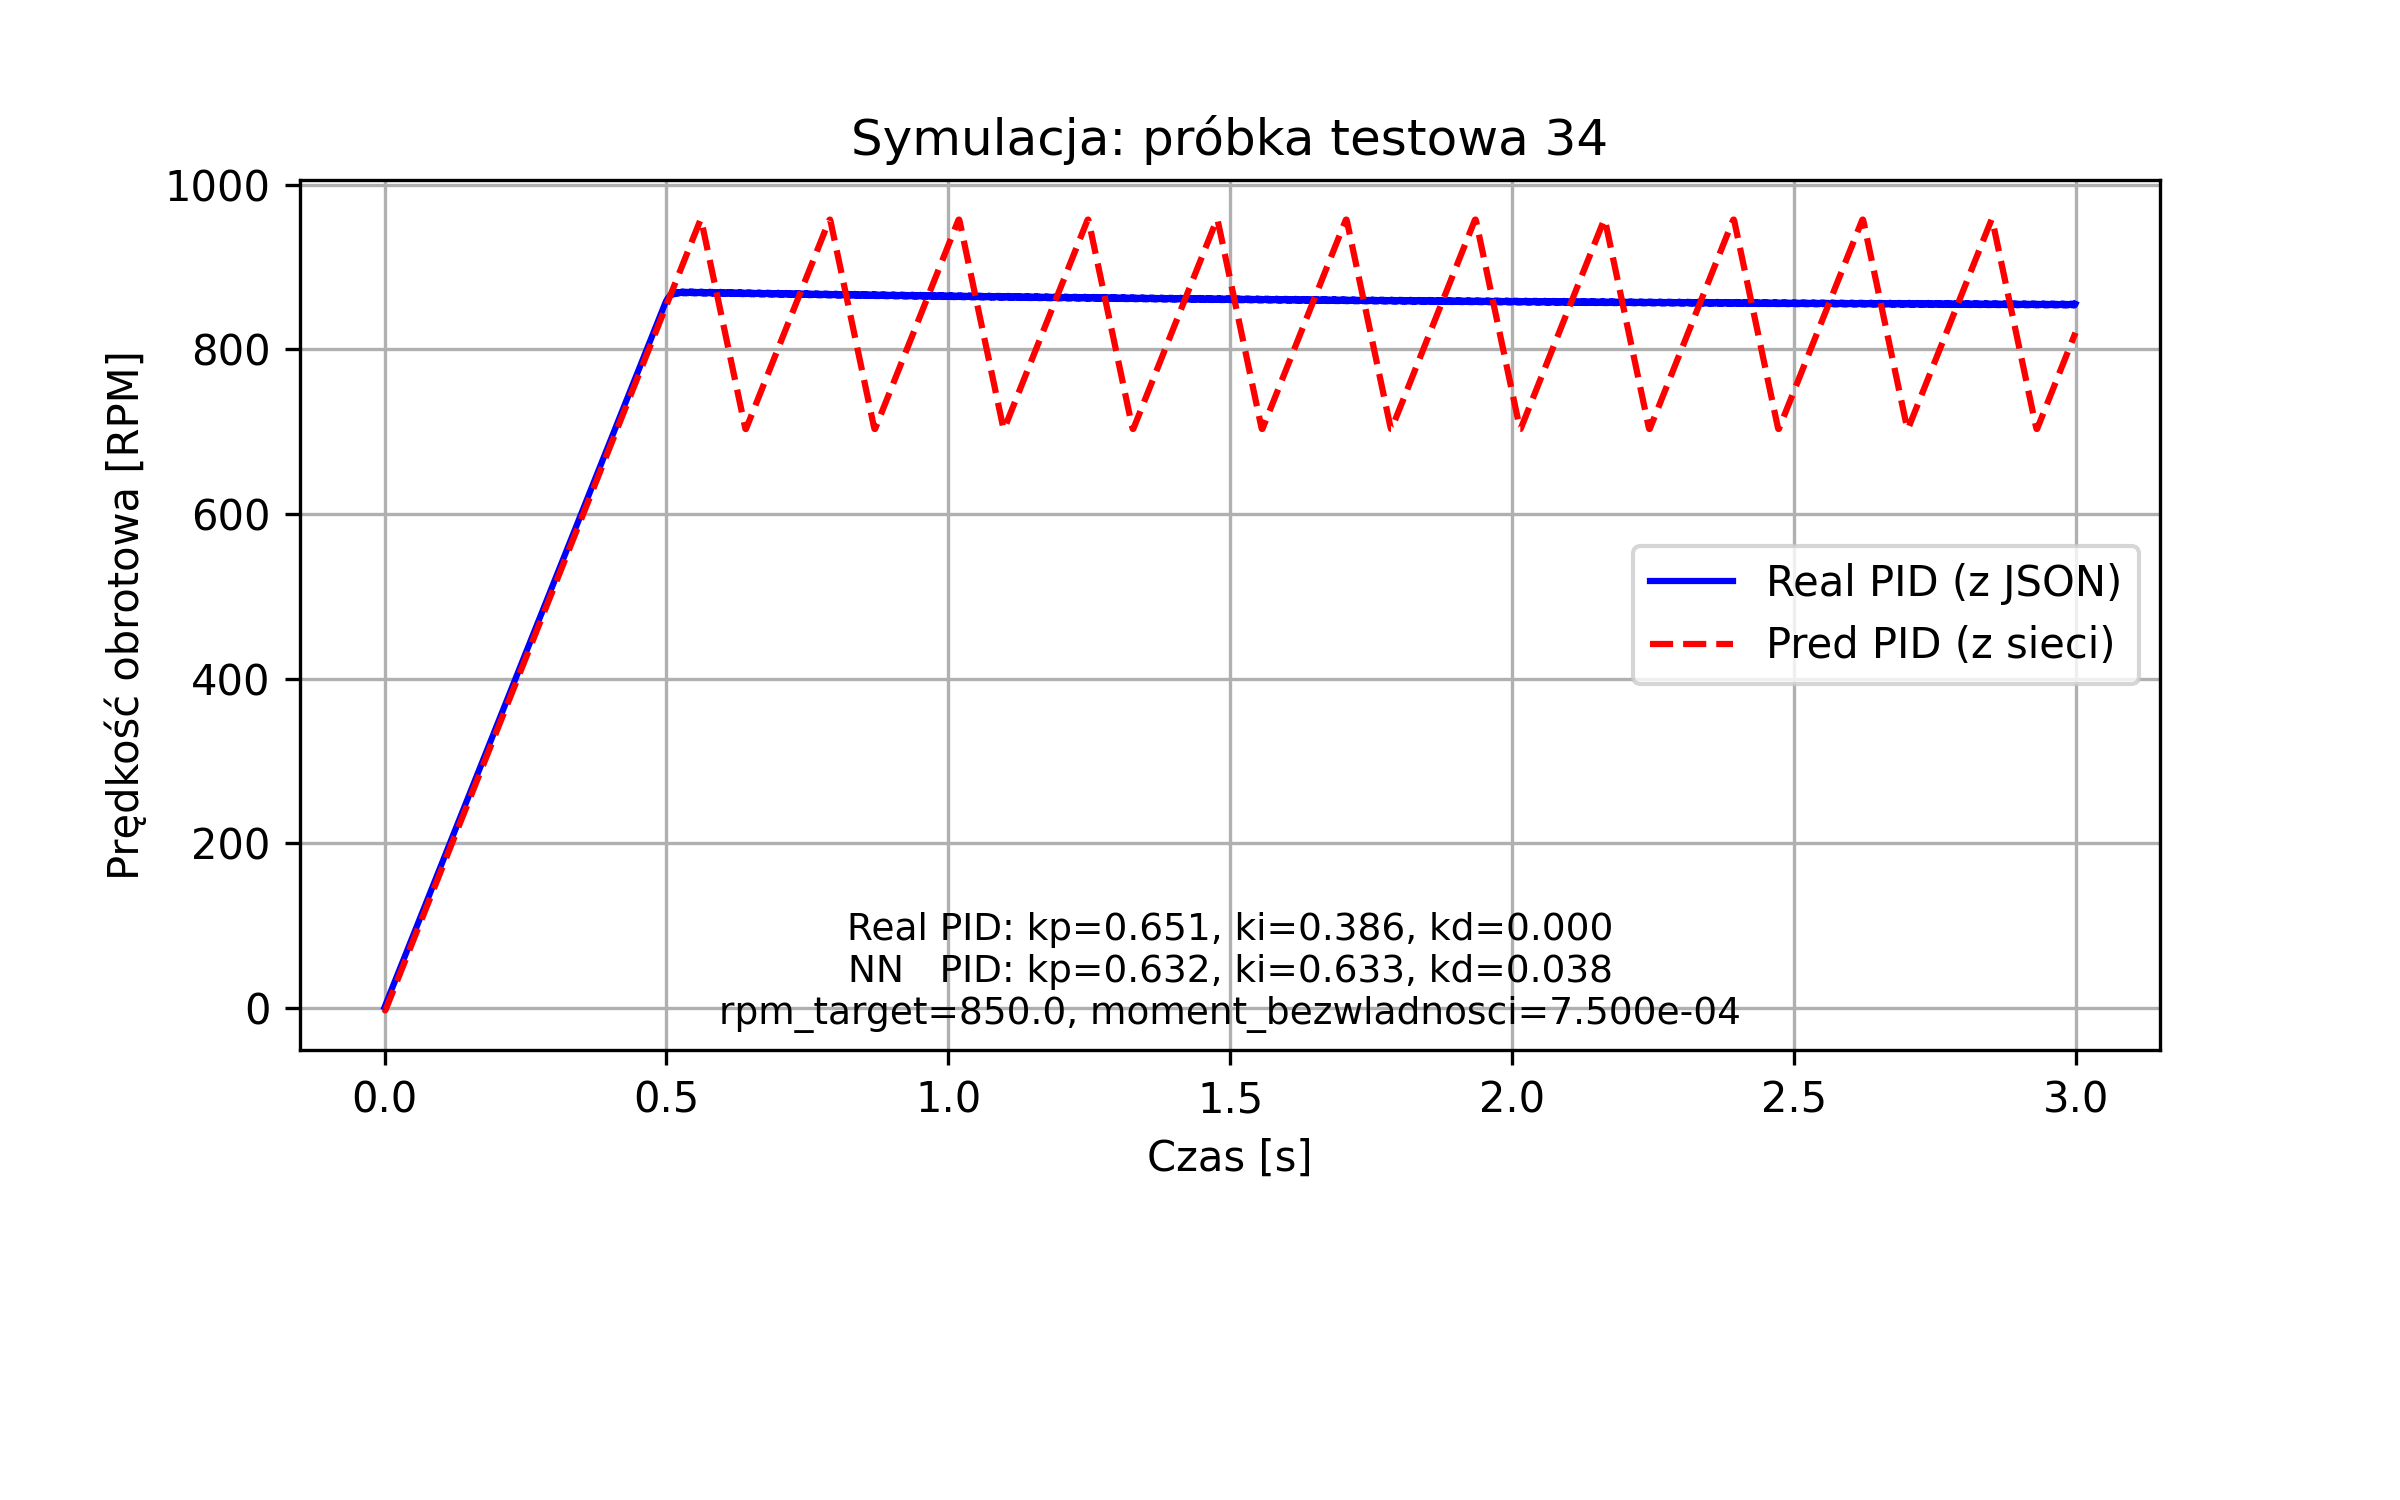 Symulacja: próbka testowa 34
1000
800
600
400
200
0
Prędkość obrotowa [RPM]
Real PID (z JSON)
Pred PID (z sieci)
Real PID: kp=0.651, ki=0.386, kd=0.000
NN   PID: kp=0.632, ki=0.633, kd=0.038
rpm_target=850.0, moment_bezwladnosci=7.500e-04
0.0 0.5 1.0 1.5 2.0 2.5 3.0
Czas [s]